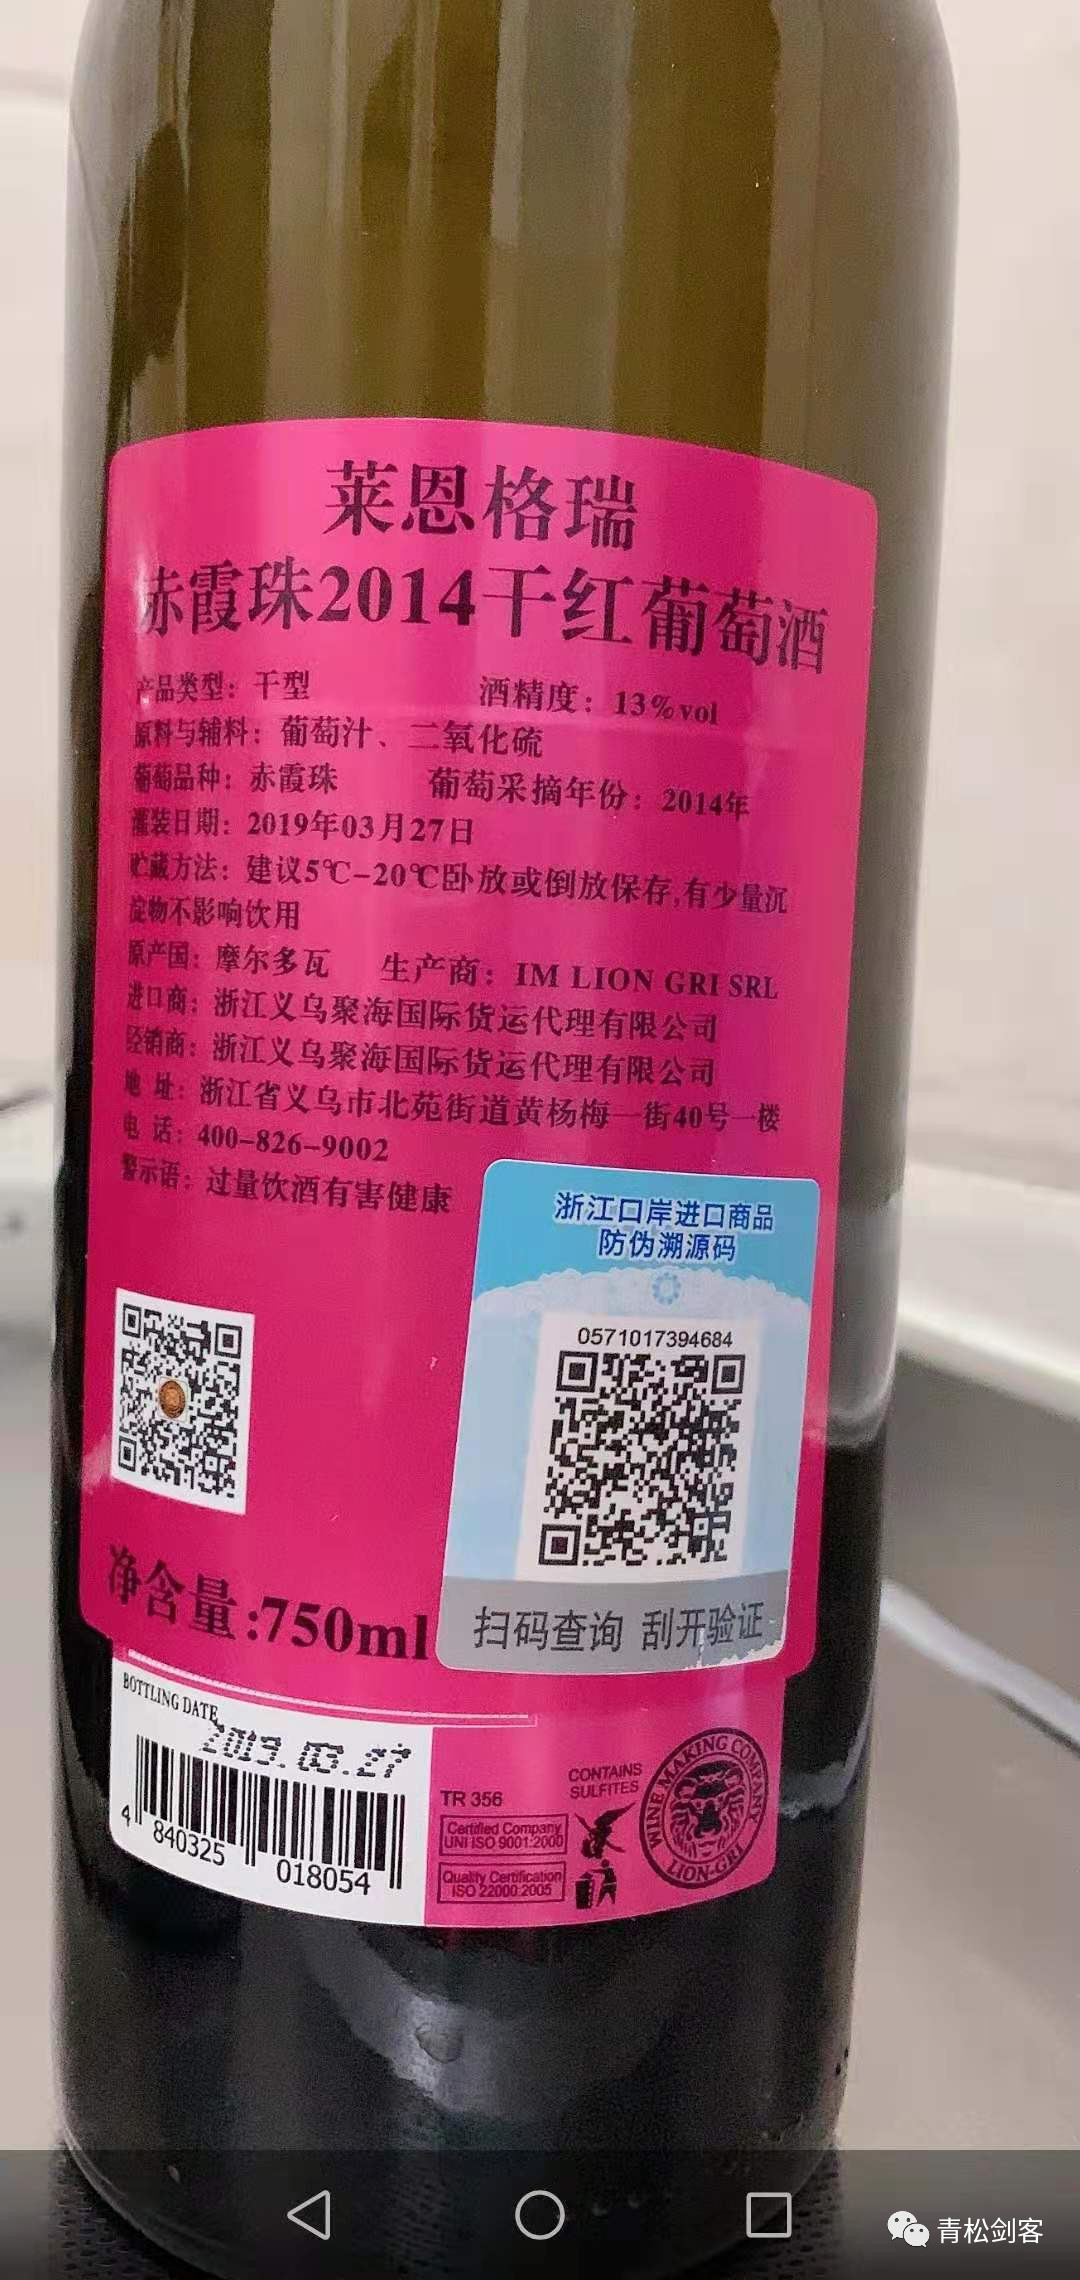 莱恩格瑞
赤霞珠2014干红葡萄酒
产品类型：干型 酒精度：13%vol
原料与辅料：葡萄汁、二氧化硫
葡萄品种：赤霞珠 葡萄采摘年份：2014年
灌装日期：2019年03月27日
贮藏方法：建议5℃-20℃卧放或倒放保存,有少量沉
淀物不影响饮用
原产国：摩尔多瓦 生产商：IM LION GRI SRL
进口商：浙江义乌聚海国际货运代理有限公司
经销商：浙江义乌聚海国际货运代理有限公司
地 址：浙江省义乌市北苑街道黄杨梅一街40号一楼
电 话：400-826-9002
警示语：过量饮酒有害健康
浙江口岸进口商品
防伪溯源码
0571017394684
扫码查询 刮开验证
净含量:750ml
BOTTLING DATE
2019.03.27
4 840325 018054
TR 356
Certified Company
UNI ISO 9001:2000
Quality Certification
ISO 22000:2005
CONTAINS
SULFITES
WINE MAKING COMPANY
LION-GRI
青松剑客